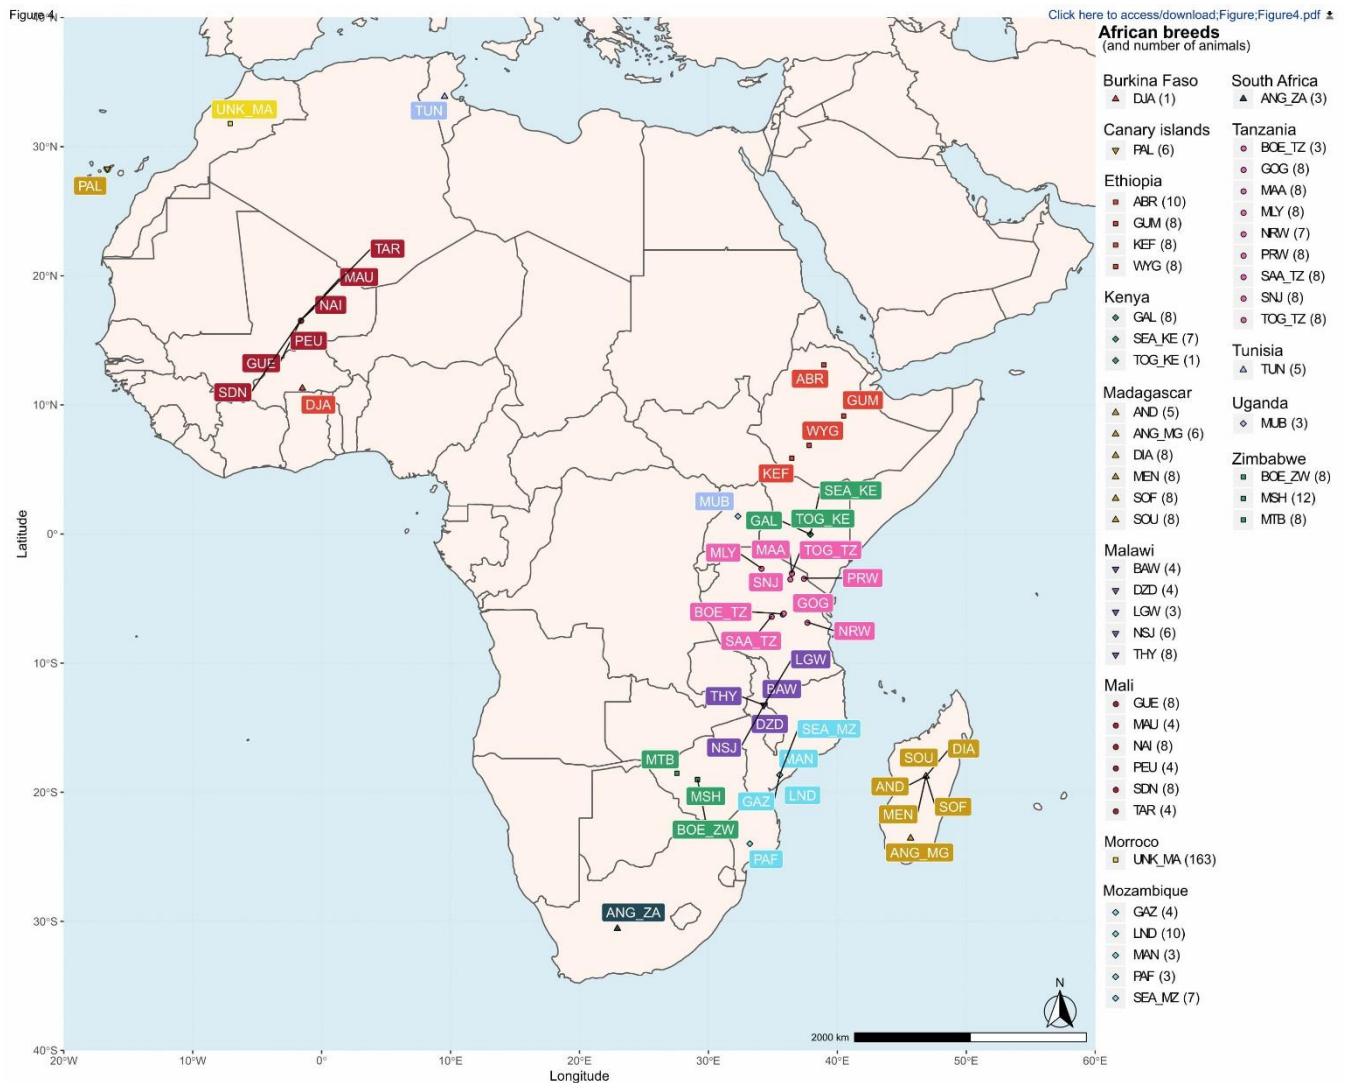 Figure 4
Click here to access/download;Figure;Figure4.pdf
African breeds
(and number of animals)
Burkina Faso
DJA (1)
Canary islands
PAL (6)
Ethiopia
ABR (10)
GUM (8)
KEF (8)
WYG (8)
Kenya
GAL (8)
SEA_KE (7)
TOG_KE (1)
Madagascar
AND (5)
ANG_MG (6)
DIA (8)
MEN (8)
SOF (8)
SOU (8)
Malawi
BAW (4)
DZD (4)
LGW (3)
NSJ (6)
THY (8)
Mali
GUE (8)
MAU (4)
NAI (8)
PEU (4)
SDN (8)
TAR (4)
Morroco
UNK_MA (163)
Mozambique
GAZ (4)
LND (10)
MAN (3)
PAF (3)
SEA_MZ (7)
South Africa
ANG_ZA (3)
Tanzania
BOE_TZ (3)
GOG (8)
MAA (8)
MLY (8)
NRW (7)
PRW (8)
SAA_TZ (8)
SNJ (8)
TOG_TZ (8)
Tunisia
TUN (5)
Uganda
MUB (3)
Zimbabwe
BOE_ZW (8)
MSH (12)
MTB (8)
40°N
30°N
20°N
10°N
0°
10°S
20°S
30°S
40°S
Latitude
UNK_MA
TUN
PAL
TAR
MAU
NAI
PEU
GUE
SDN
DJA
ABR
GUM
WYG
KEF
SEA_KE
MUB
GAL
TOG_KE
MLY
MAA
TOG_TZ
SNJ
PRW
GOG
BOE_TZ
NRW
SAA_TZ
LGW
THY
BAW
DZD
SEA_MZ
NSJ
MTB
MAN
SOU
DIA
AND
MSH
GAZ
LND
MEN
SOF
BOE_ZW
PAF
ANG_MG
ANG_ZA
N
2000 km
20°W
10°W
0°
10°E
20°E
30°E
40°E
50°E
60°E
Longitude